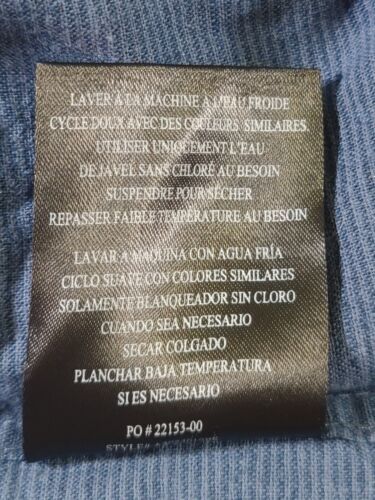 LAVER A LA MACHINE A L'EAU FROIDE
CYCLE DOUX AVEC DES COULEURS SIMILAIRES.
UTILISER UNIQUEMENT L'EAU
DE JAVEL SANS CHLORÉ AU BESOIN
SUSPENDRE POUR SÉCHER
REPASSER FAIBLE TEMPÉRATURE AU BESOIN
LAVAR A MAQUINA CON AGUA FRÍA
CICLO SUAVE CON COLORES SIMILARES
SOLAMENTE BLANQUEADOR SIN CLORO
CUANDO SEA NECESARIO
SECAR COLGADO
PLANCHAR BAJA TEMPERATURA
SI ES NECESARIO
PO # 22153-00
STYLE#